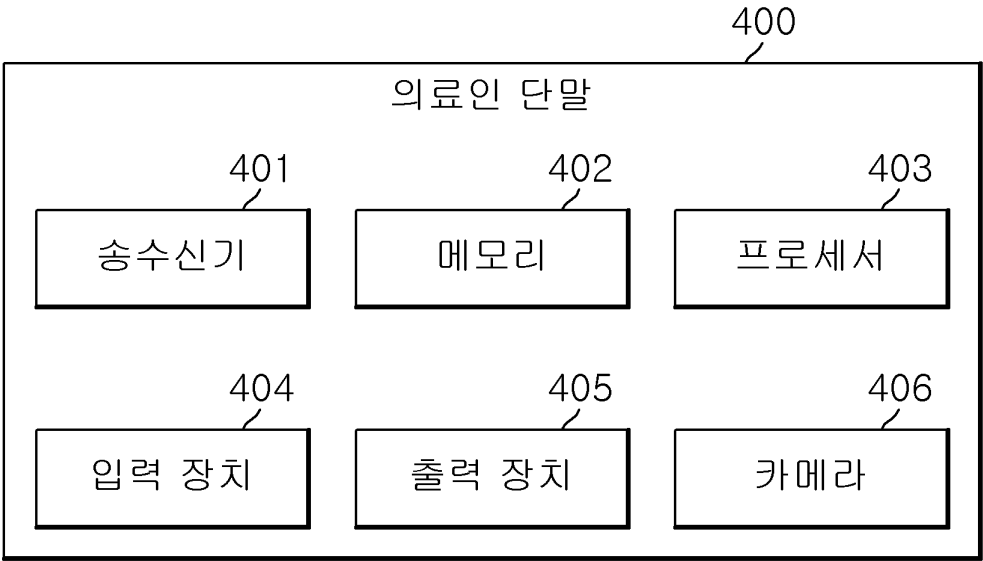 400
의료인 단말
401 402 403
송수신기 메모리 프로세서
404 405 406
입력 장치 출력 장치 카메라